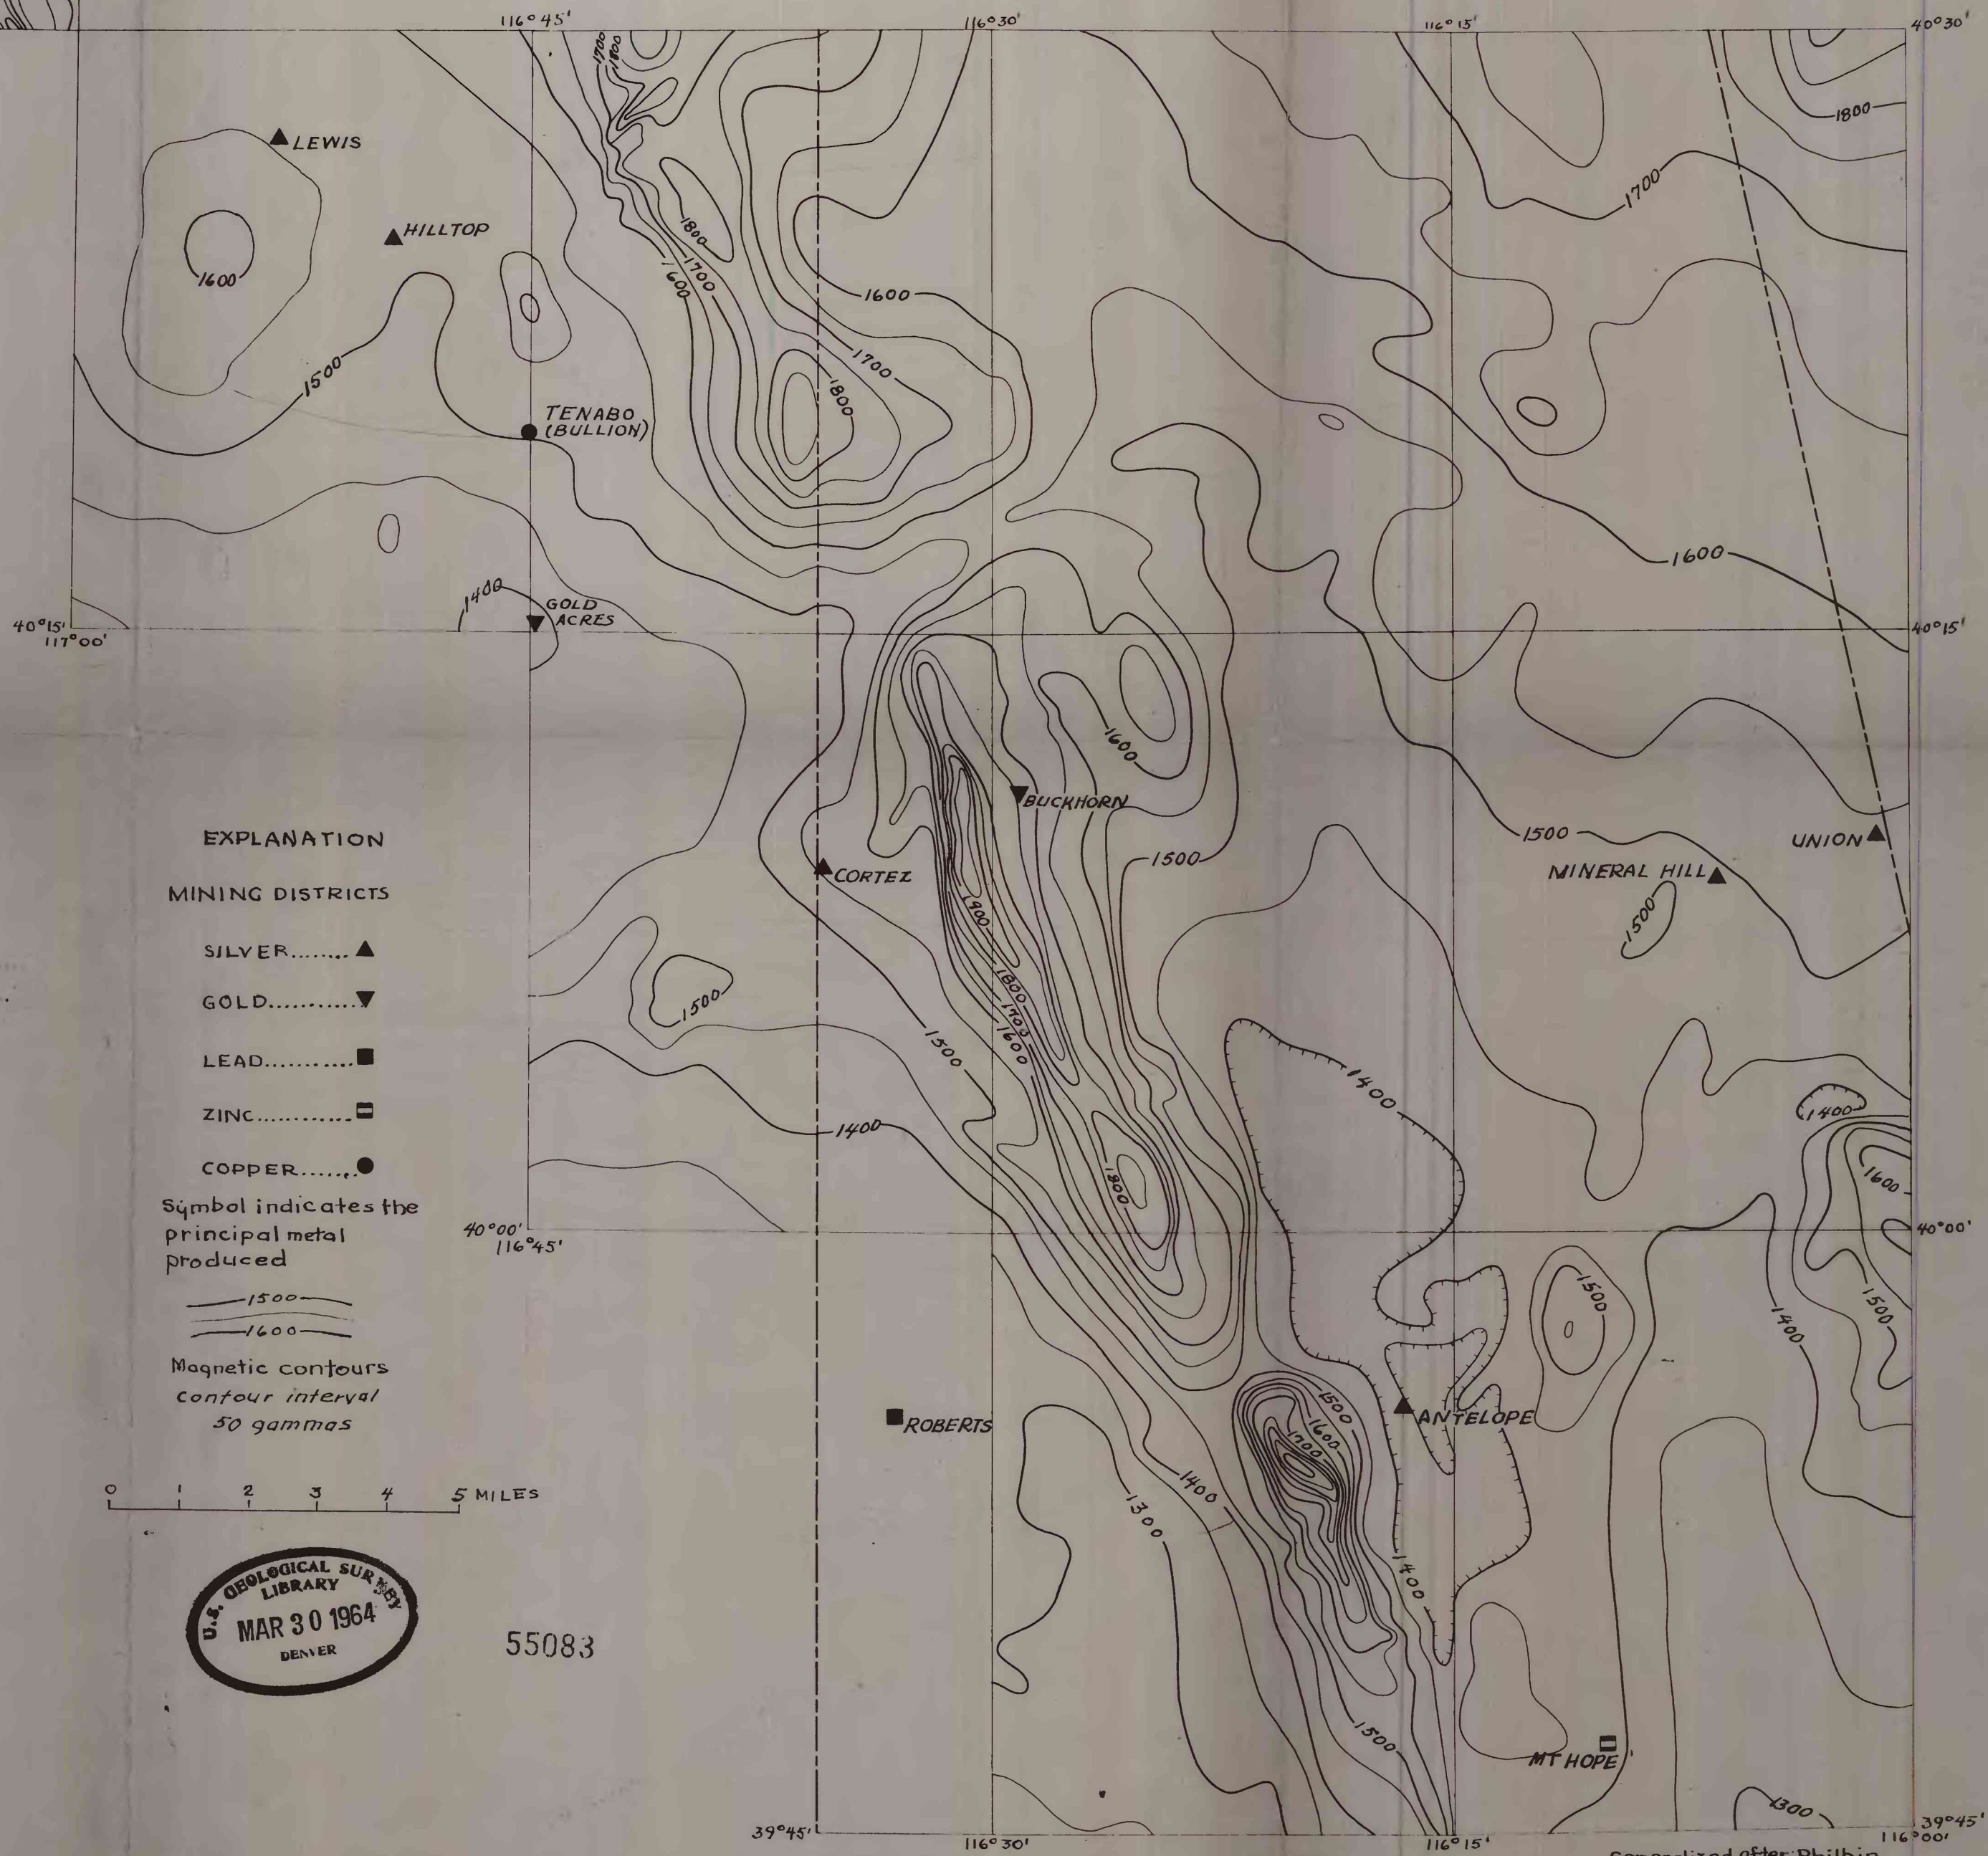 116°45'
116°30'
116°15'
40°30'
1700
1800
1800
LEWIS
1700
HILLTOP
1800
1600
1700
1600
1600
1700
1500
1800
TENABO
(BULLION)
1600
1400
GOLD
ACRES
40°15'
117°00'
40°15'
1600
BUCKHORN
1500
1500
UNION
MINERAL HILL
CORTEZ
1500
1900
1500
1800
1700
1600
1500
1400
1400
1400
1800
1600
40°00'
116°45'
40°00'
1500
1500
1400
1500
1600
1700
ROBERTS
ANTELOPE
1400
1300
1400
1500
MT HOPE
1300
39°45'
116°30'
116°15'
39°45'
116°00'
EXPLANATION
MINING DISTRICTS
SILVER........
GOLD...........
LEAD...........
ZINC............
COPPER.......
Symbol indicates the
principal metal
produced
1500
1600
Magnetic contours
Contour interval
50 gammas
0 1 2 3 4 5 MILES
U.S. GEOLOGICAL SURVEY
LIBRARY
MAR 30 1964
DENVER
55083
Generalized after Philbin